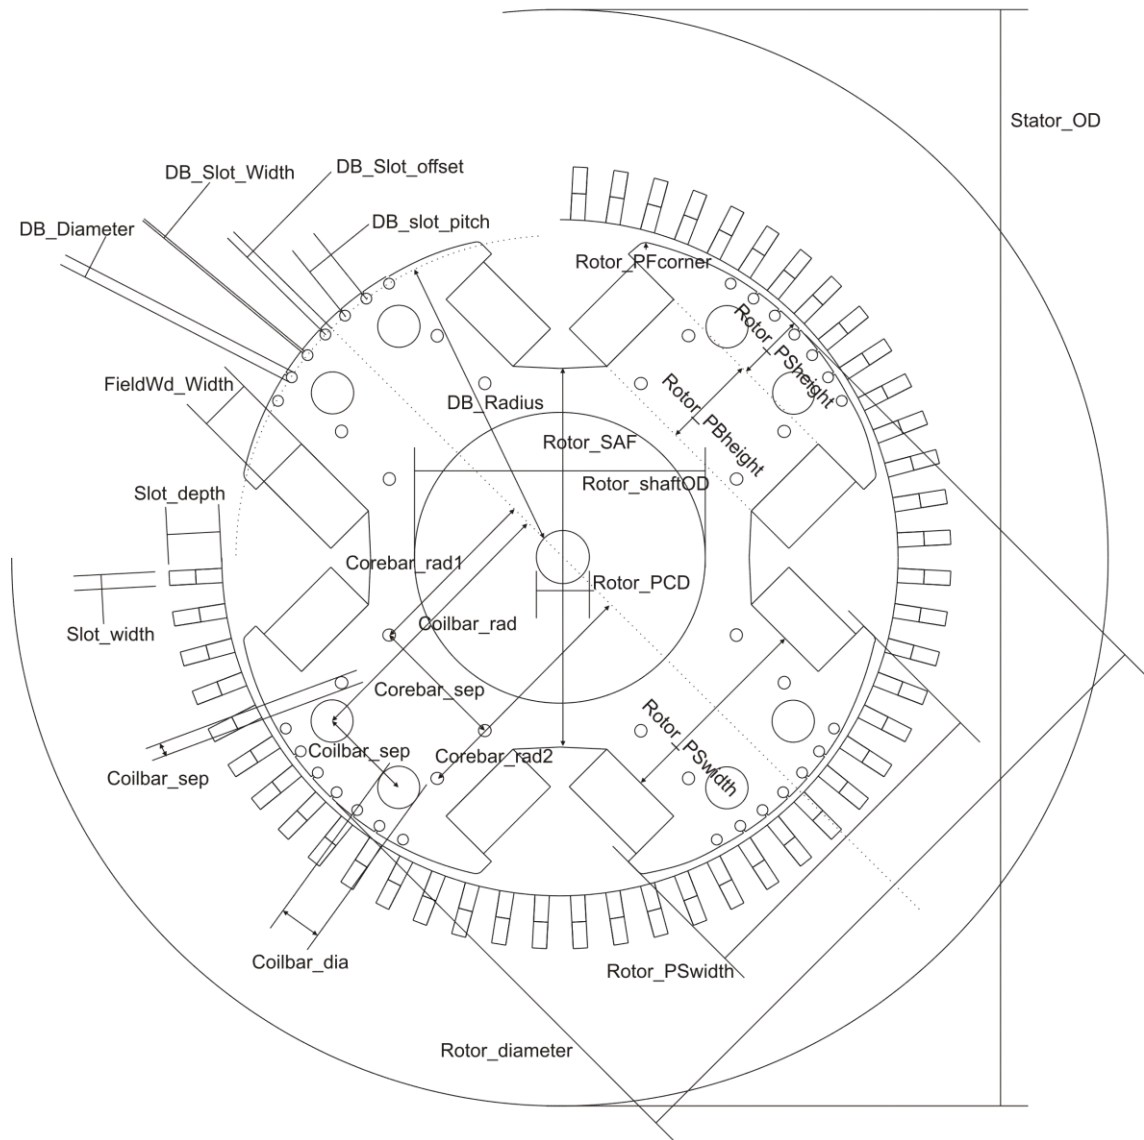 Stator_OD
DB_Slot_Width
DB_Slot_offset
DB_Diameter
DB_slot_pitch
Rotor_PFcorner
Rotor_PSheight
FieldWd_Width
DB_Radius
Rotor_PBheight
Rotor_SAF
Rotor_shaftOD
Slot_depth
Corebar_rad1
Rotor_PCD
Slot_width
Coilbar_rad
Corebar_sep
Rotor_PSwidth
Coilbar_sep
Corebar_rad2
Coilbar_sep
Coilbar_dia
Rotor_PSwidth
Rotor_diameter